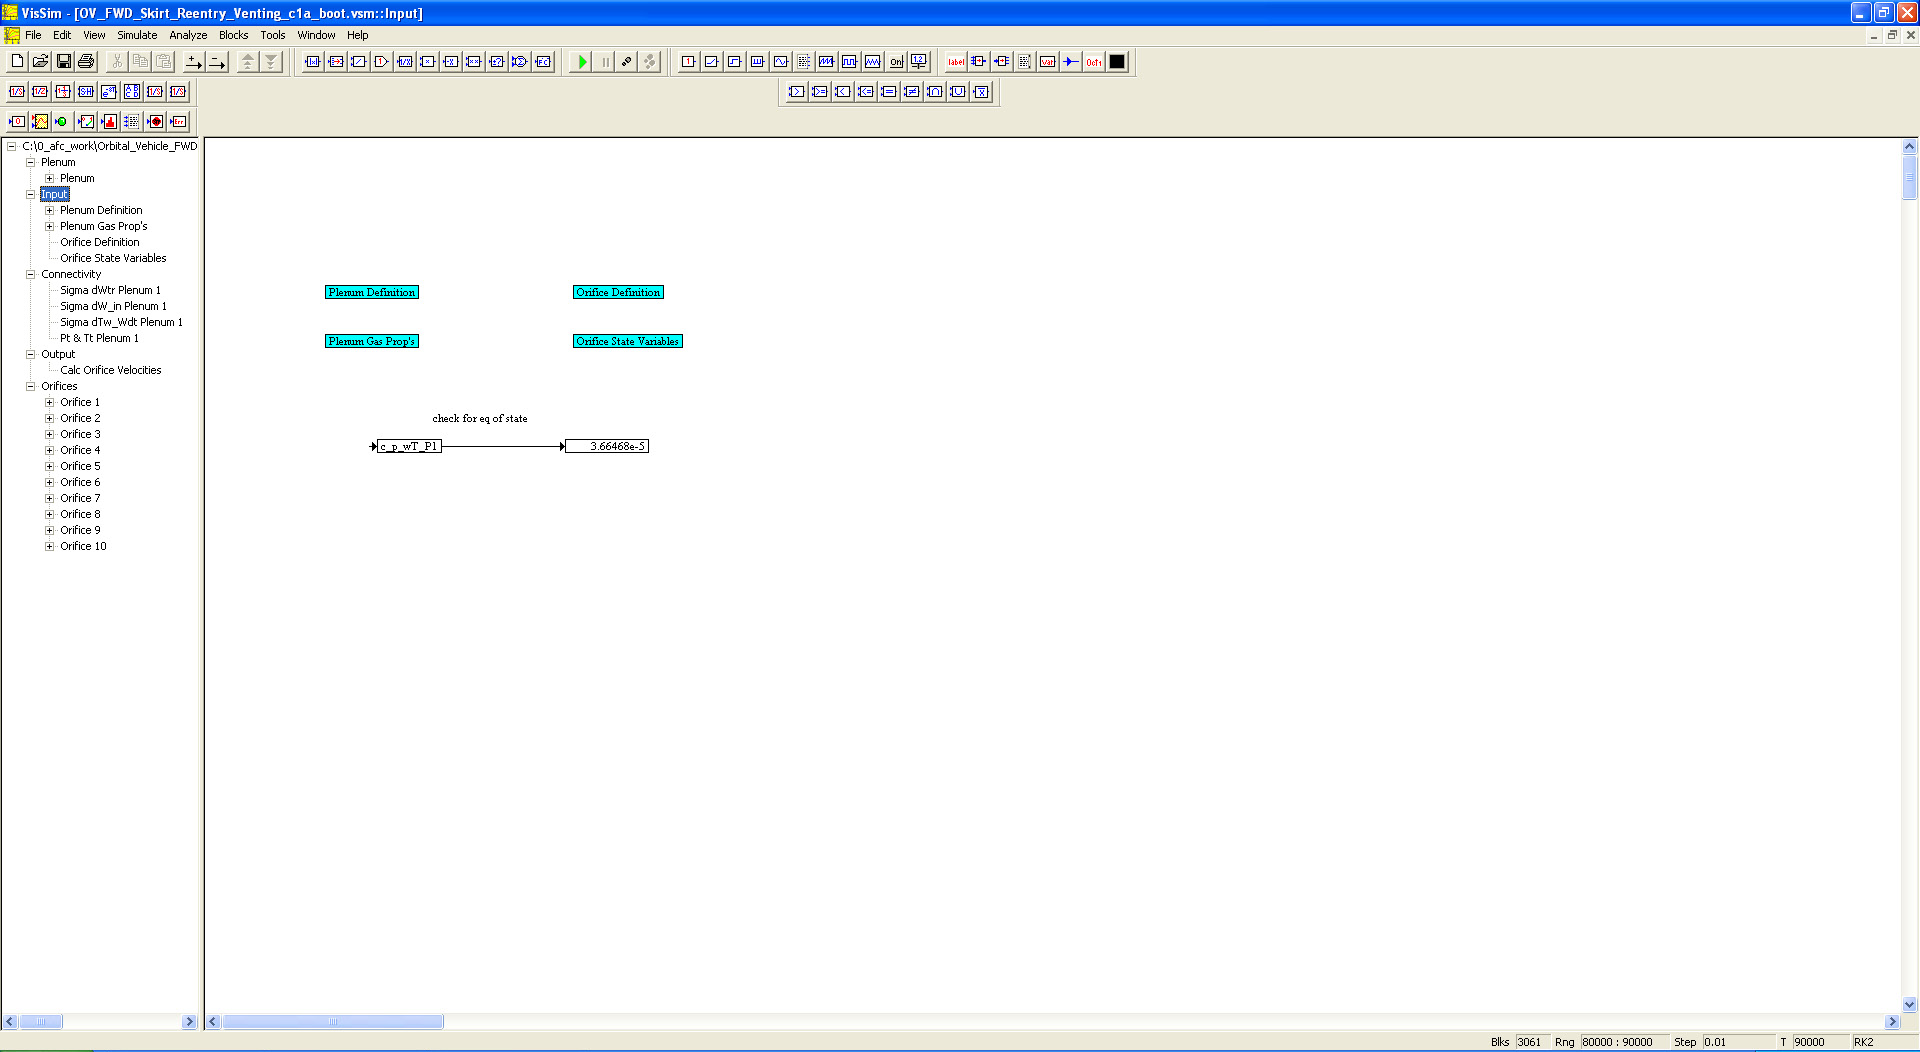 VisSim - [OV_FWD_Skirt_Reentry_Venting_c1a_boot.vsm::Input]
File Edit View Simulate Analyze Blocks Tools Window Help
C:\0_afc_work\Orbital_Vehicle_FWD
Plenum
Plenum
Input
Plenum Definition
Plenum Gas Prop's
Orifice Definition
Orifice State Variables
Connectivity
Sigma dWtr Plenum 1
Sigma dW_in Plenum 1
Sigma dTw_Wdt Plenum 1
Pt & Tt Plenum 1
Output
Calc Orifice Velocities
Orifices
Orifice 1
Orifice 2
Orifice 3
Orifice 4
Orifice 5
Orifice 6
Orifice 7
Orifice 8
Orifice 9
Orifice 10
Plenum Definition Orifice Definition
Plenum Gas Prop's Orifice State Variables
check for eq of state
c_p_wT_P1 3.66468e-5
Blks 3061 Rng 80000 : 90000 Step 0.01 T 90000 RK2